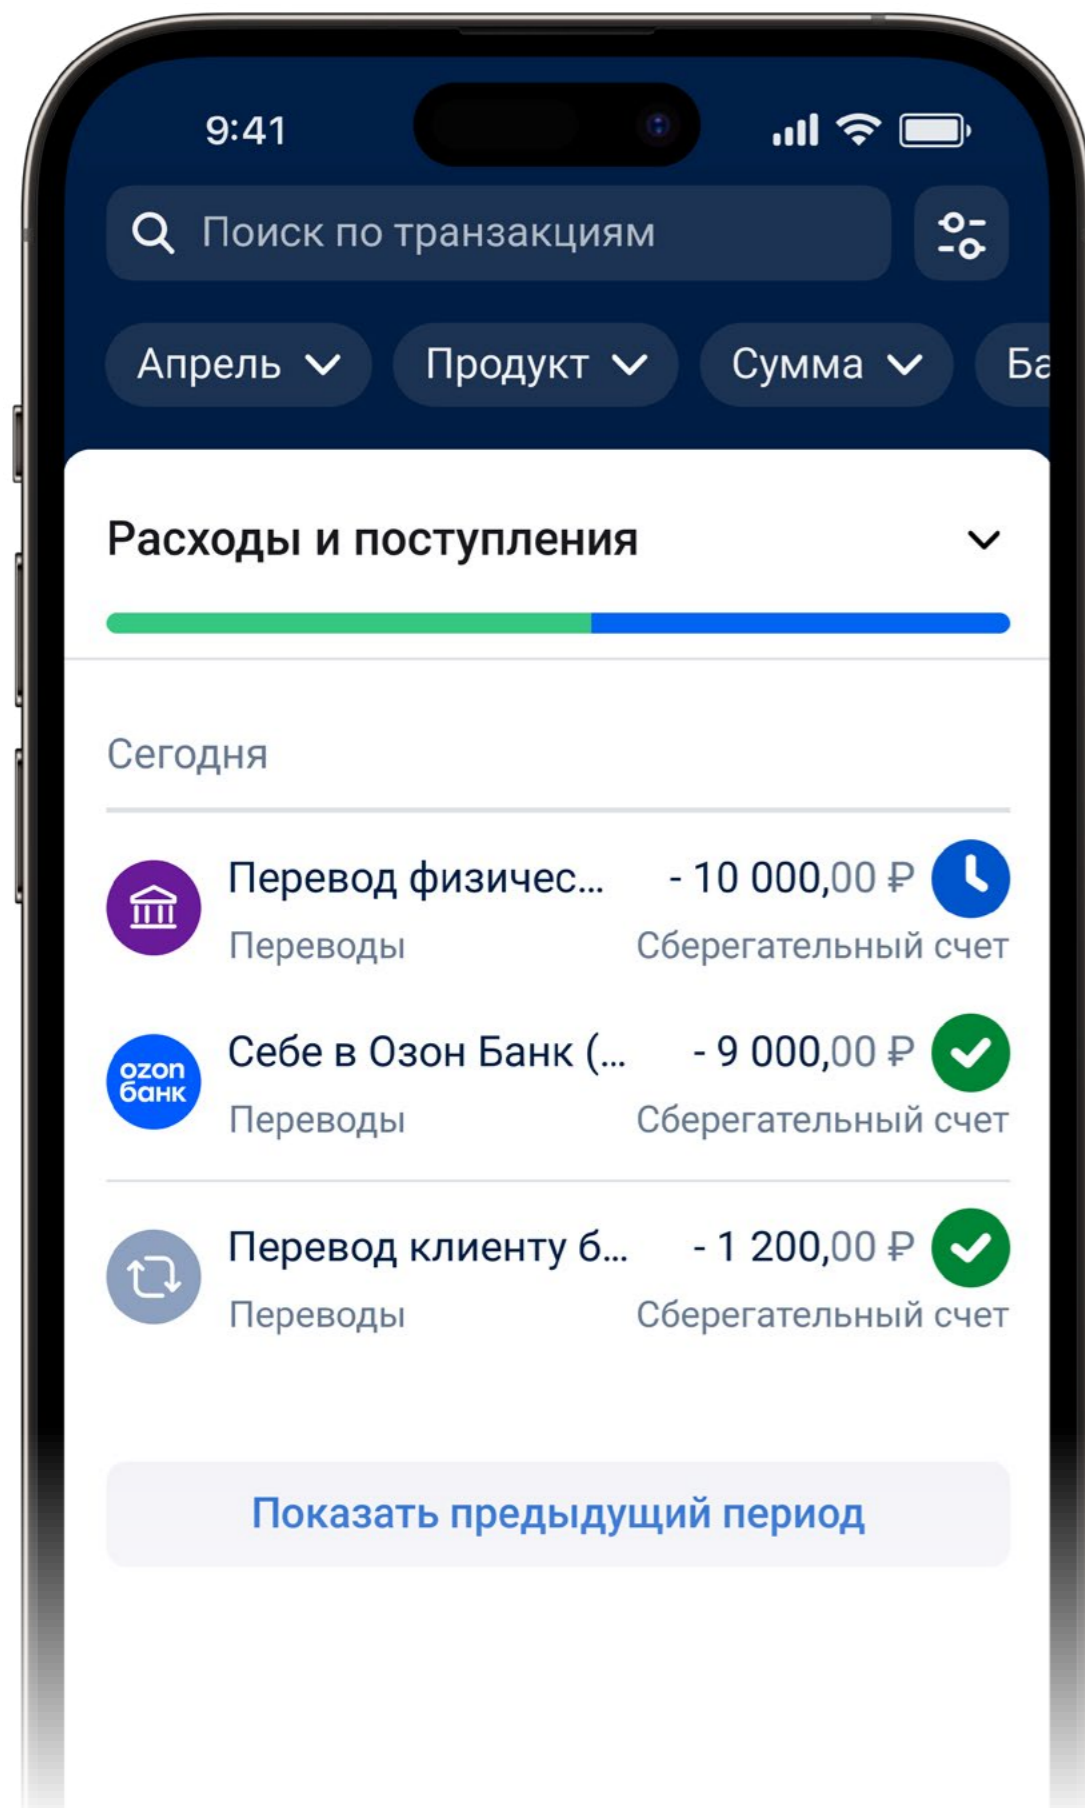 9:41
Поиск по транзакциям
Апрель Продукт Сумма Ба
Расходы и поступления
Сегодня
Перевод физичес... - 10 000,00 ₽
Переводы Сберегательный счет
ozon банк
Себе в Озон Банк (... - 9 000,00 ₽
Переводы Сберегательный счет
Перевод клиенту б... - 1 200,00 ₽
Переводы Сберегательный счет
Показать предыдущий период